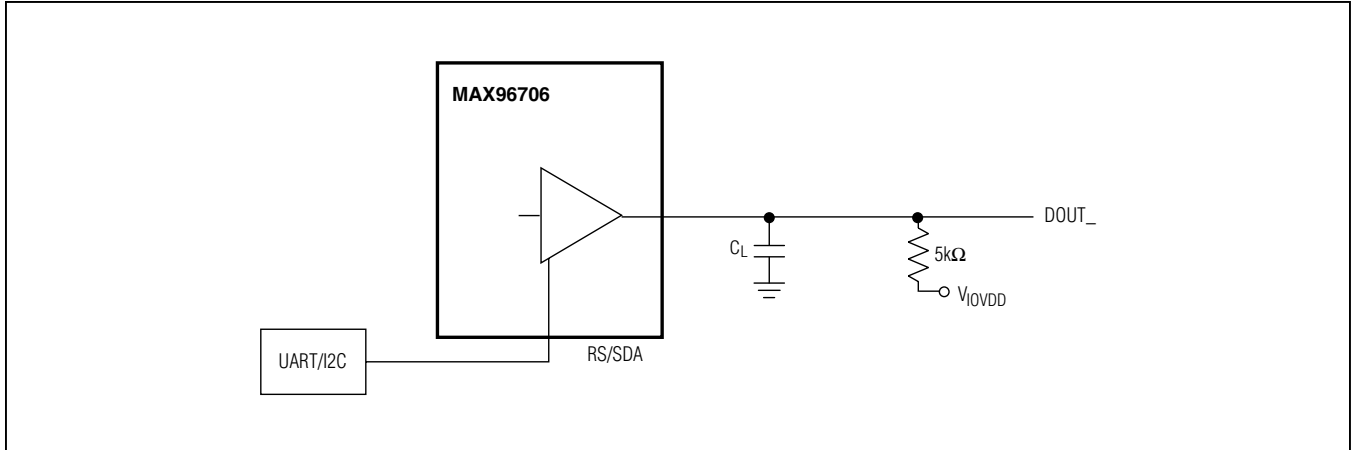 MAX96706
DOUT_
CL
5kΩ
VIOVDD
RS/SDA
UART/I2C